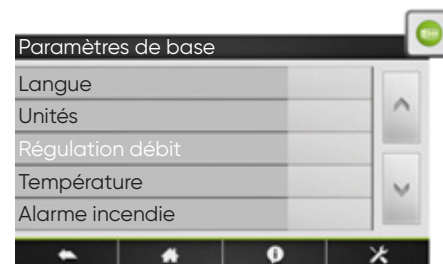 Paramètres de base
Langue
Unités
Régulation débit
Température
Alarme incendie